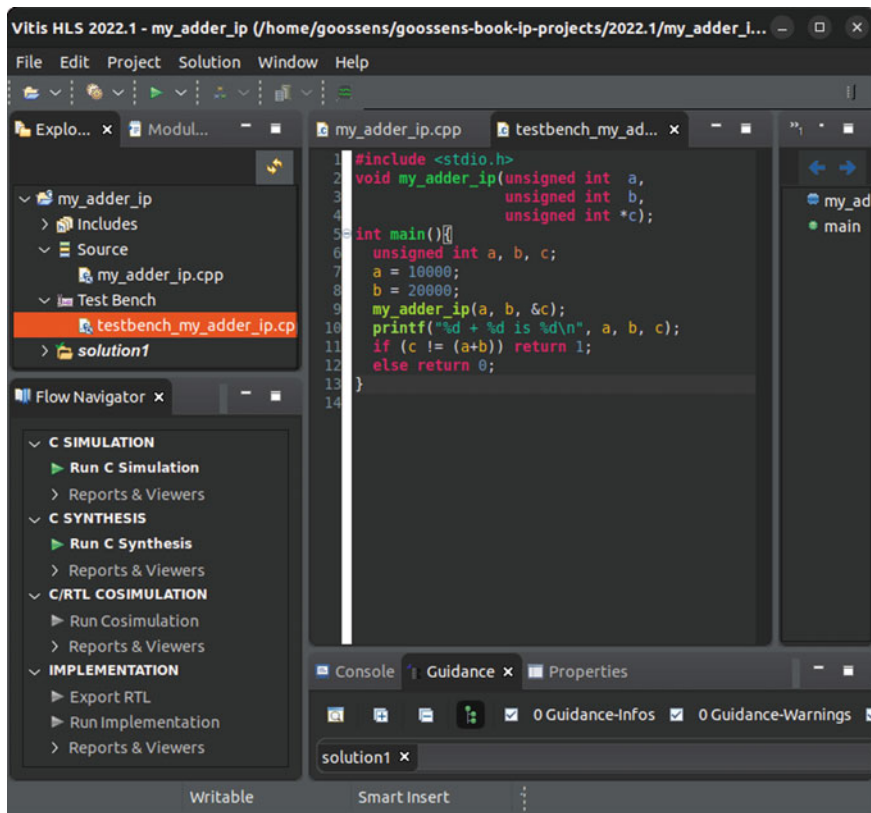 Vitis HLS 2022.1 - my_adder_ip (/home/goossens/goossens-book-ip-projects/2022.1/my_adder_i...
File Edit Project Solution Window Help
Explo...
Modul...
my_adder_ip
Includes
Source
my_adder_ip.cpp
Test Bench
testbench_my_adder_ip.cp
solution1
my_adder_ip.cpp
testbench_my_ad...
1 #include <stdio.h>
2 void my_adder_ip(unsigned int a,
3 unsigned int b,
4 unsigned int *c);
5 int main(){
6 unsigned int a, b, c;
7 a = 10000;
8 b = 20000;
9 my_adder_ip(a, b, &c);
10 printf("%d + %d is %d\n", a, b, c);
11 if (c != (a+b)) return 1;
12 else return 0;
13 }
14
»1
my_ad
main
Flow Navigator
C SIMULATION
Run C Simulation
Reports & Viewers
C SYNTHESIS
Run C Synthesis
Reports & Viewers
C/RTL COSIMULATION
Run Cosimulation
Reports & Viewers
IMPLEMENTATION
Export RTL
Run Implementation
Reports & Viewers
Console Guidance Properties
0 Guidance-Infos 0 Guidance-Warnings
solution1
Writable Smart Insert